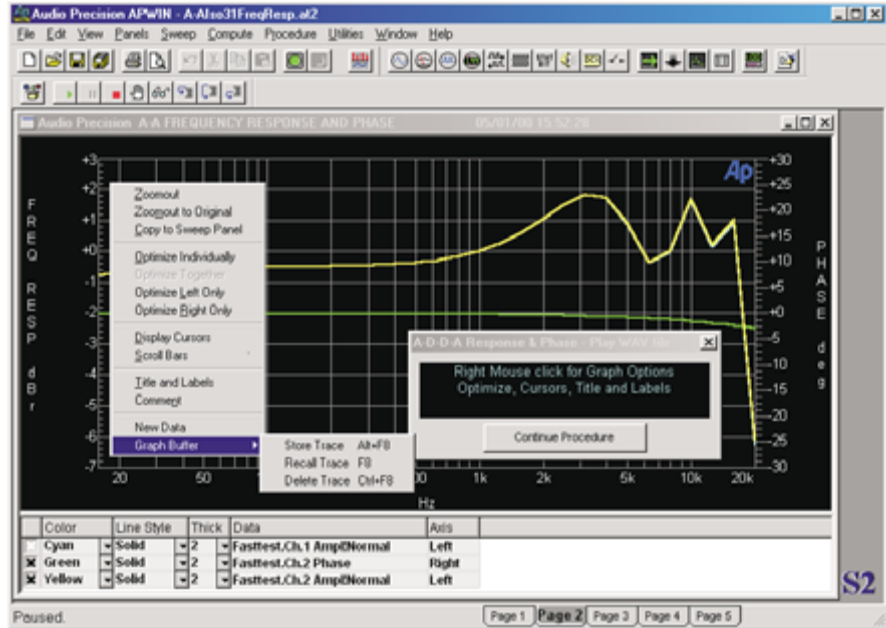 Audio Precision APWIN - A-Also31FreqResp.at2
File Edit View Panels Sweep Compute Procedure Utilities Window Help
Audio Precision A-A FREQUENCY RESPONSE AND PHASE 05/01/00 15:52:28
Ap
FREQ RESP dBr
+3
+2
+1
+0
-1
-2
-3
-4
-5
-6
-7
+30
+25
+20
+15
+10
+5
+0
-5
-10
-15
-20
-25
-30
PHASE deg
Zoomout
Zoomout to Original
Copy to Sweep Panel
Optimize Individually
Optimize Together
Optimize Left Only
Optimize Right Only
Display Cursors
Scroll Bars
Title and Labels
Comment
New Data
Graph Buffer
Store Trace Alt+F8
Recall Trace F8
Delete Trace Ctrl+F8
A-D-D-A Response & Phase - Play WAV file
Right Mouse click for Graph Options
Optimize, Cursors, Title and Labels
Continue Procedure
20 50 00 1k 2k 5k 10k 20k
Hz
Color Line Style Thick Data Axis
Cyan Solid 2 Fasttest.Ch.1 Ampl!Normal Left
Green Solid 2 Fasttest.Ch.2 Phase Right
Yellow Solid 2 Fasttest.Ch.2 Ampl!Normal Left
S2
Paused.
Page 1 Page 2 Page 3 Page 4 Page 5